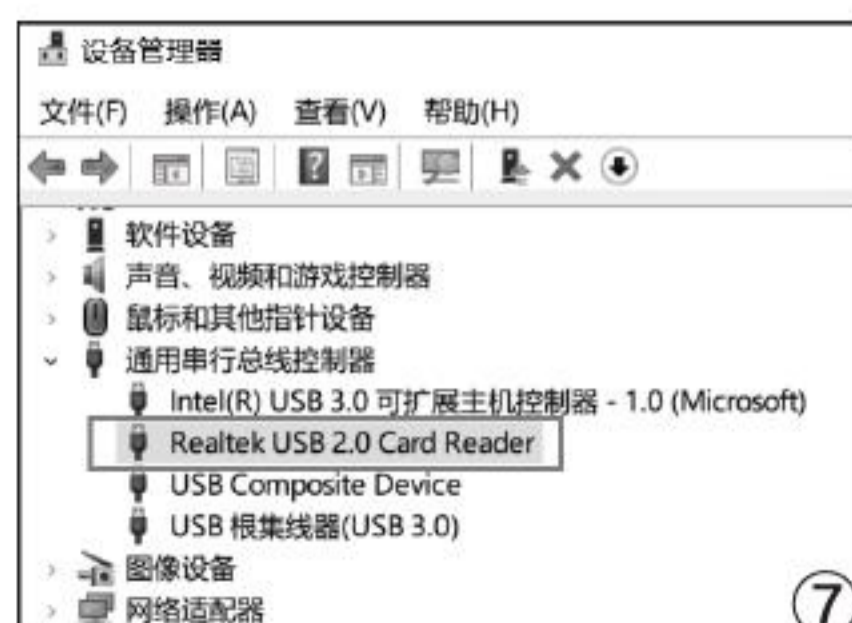 设备管理器
文件(F) 操作(A) 查看(V) 帮助(H)
软件设备
声音、视频和游戏控制器
鼠标和其他指针设备
通用串行总线控制器
Intel(R) USB 3.0 可扩展主机控制器 - 1.0 (Microsoft)
Realtek USB 2.0 Card Reader
USB Composite Device
USB 根集线器(USB 3.0)
图像设备
网络适配器
⑦